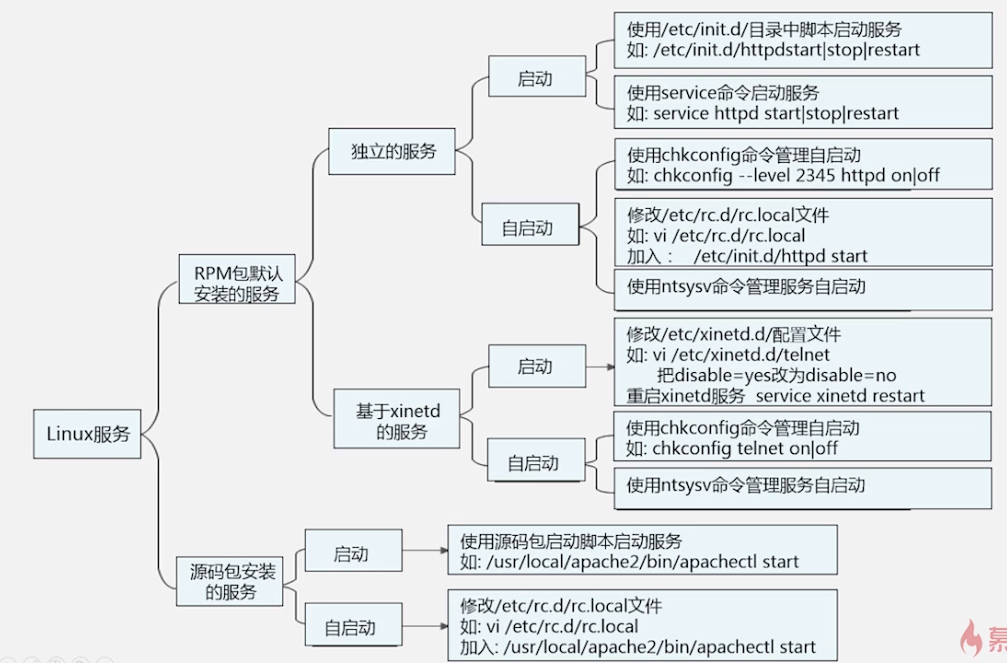 Linux服务
RPM包默认
安装的服务
独立的服务
启动
使用/etc/init.d/目录中脚本启动服务
如: /etc/init.d/httpdstart|stop|restart
使用service命令启动服务
如: service httpd start|stop|restart
自启动
使用chkconfig命令管理自启动
如: chkconfig --level 2345 httpd on|off
修改/etc/rc.d/rc.local文件
如: vi /etc/rc.d/rc.local
加入： /etc/init.d/httpd start
使用ntsysv命令管理服务自启动
基于xinetd
的服务
启动
修改/etc/xinetd.d/配置文件
如: vi /etc/xinetd.d/telnet
把disable=yes改为disable=no
重启xinetd服务 service xinetd restart
自启动
使用chkconfig命令管理自启动
如: chkconfig telnet on|off
使用ntsysv命令管理服务自启动
源码包安装
的服务
启动
使用源码包启动脚本启动服务
如: /usr/local/apache2/bin/apachectl start
自启动
修改/etc/rc.d/rc.local文件
如: vi /etc/rc.d/rc.local
加入: /usr/local/apache2/bin/apachectl start
慕